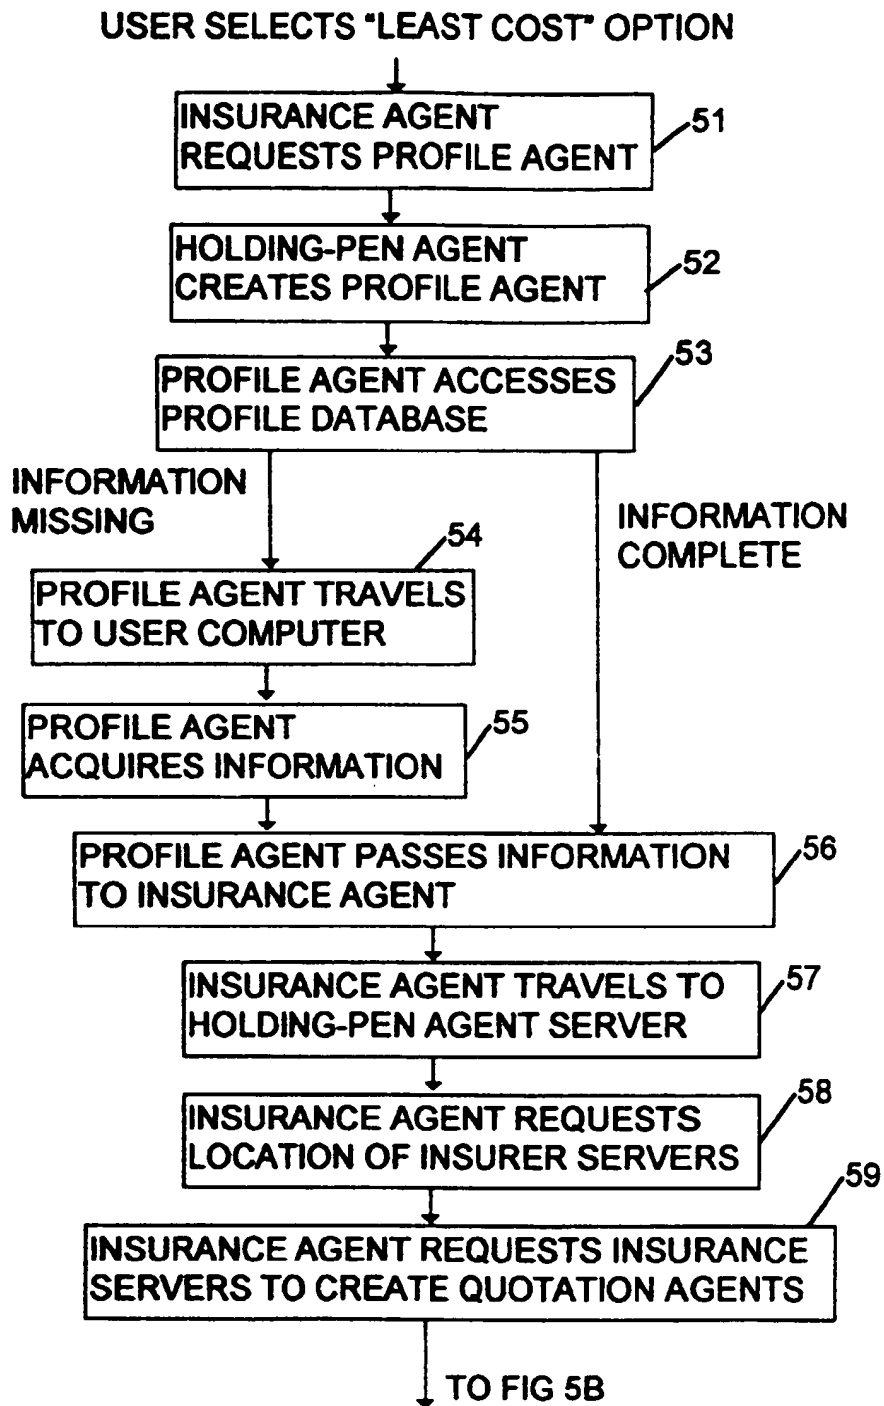 USER SELECTS "LEAST COST" OPTION
INSURANCE AGENT
REQUESTS PROFILE AGENT
51
HOLDING-PEN AGENT
CREATES PROFILE AGENT
52
PROFILE AGENT ACCESSES
PROFILE DATABASE
53
INFORMATION
MISSING
INFORMATION
COMPLETE
54
PROFILE AGENT TRAVELS
TO USER COMPUTER
PROFILE AGENT
ACQUIRES INFORMATION
55
PROFILE AGENT PASSES INFORMATION
TO INSURANCE AGENT
56
INSURANCE AGENT TRAVELS TO
HOLDING-PEN AGENT SERVER
57
INSURANCE AGENT REQUESTS
LOCATION OF INSURER SERVERS
58
59
INSURANCE AGENT REQUESTS INSURANCE
SERVERS TO CREATE QUOTATION AGENTS
TO FIG 5B